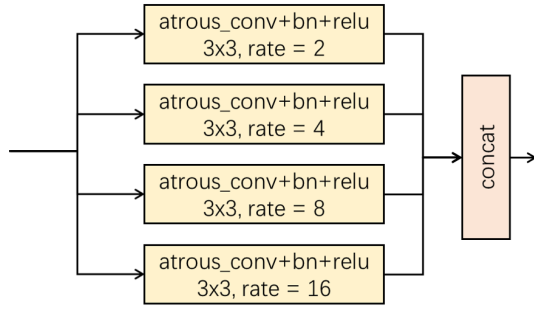 atrous_conv+bn+relu
3x3, rate = 2
atrous_conv+bn+relu
3x3, rate = 4
atrous_conv+bn+relu
3x3, rate = 8
atrous_conv+bn+relu
3x3, rate = 16
concat